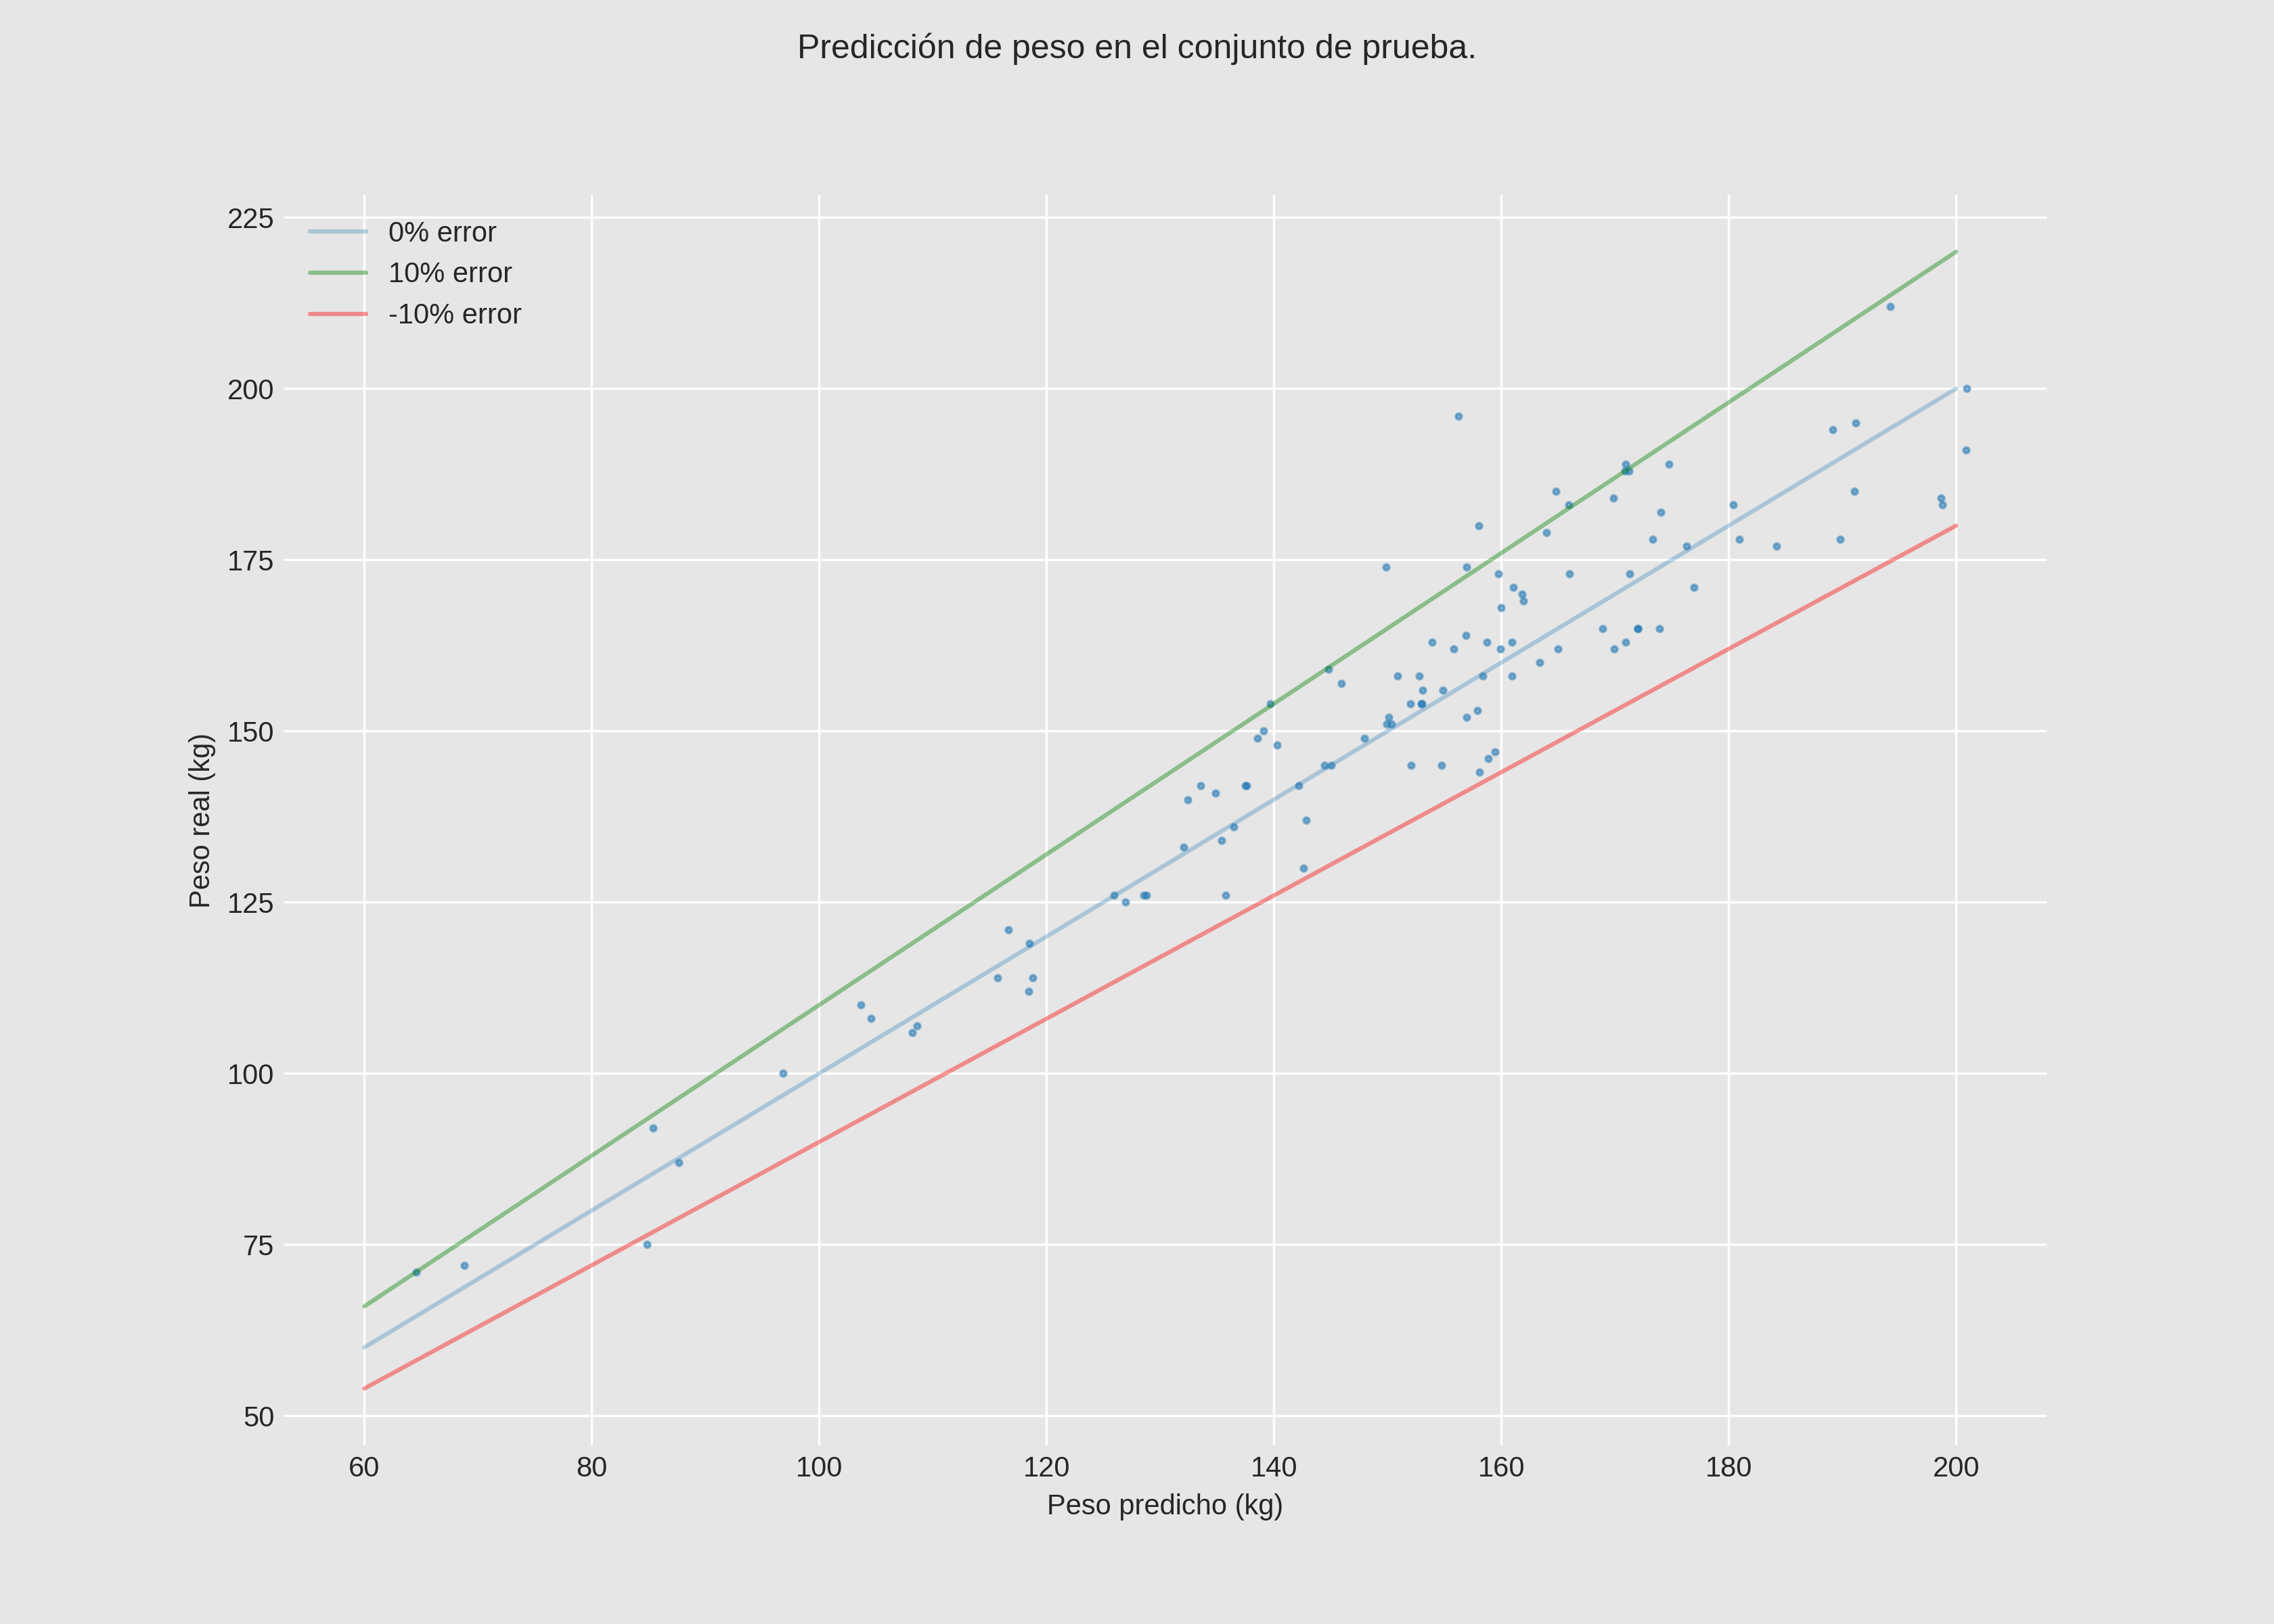 Predicción de peso en el conjunto de prueba.
0% error
10% error
-10% error
225
200
175
150
125
100
75
50
Peso real (kg)
60 80 100 120 140 160 180 200
Peso predicho (kg)